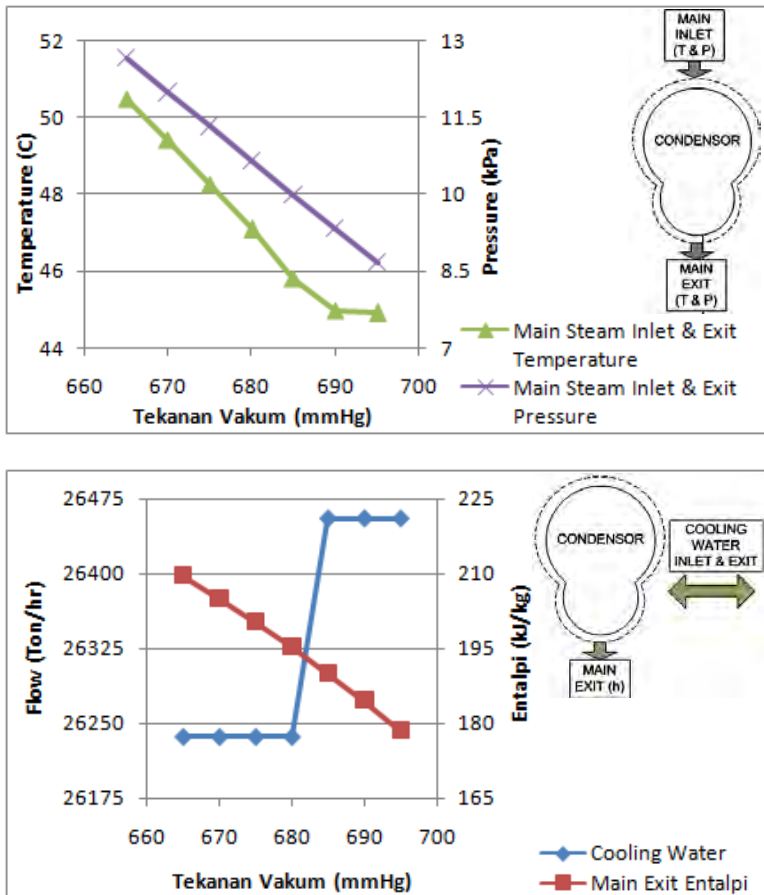 52
50
48
46
44
Temperature (C)
13
11.5
10
8.5
7
Pressure (kPa)
660 670 680 690 700
Tekanan Vakum (mmHg)
MAIN
INLET
(T & P)
CONDENSOR
MAIN
EXIT
(T & P)
Main Steam Inlet & Exit
Temperature
Main Steam Inlet & Exit
Pressure
26475
26400
26325
26250
26175
Flow (Ton/hr)
225
210
195
180
165
Entalpi (kJ/kg)
660 670 680 690 700
Tekanan Vakum (mmHg)
CONDENSOR
COOLING
WATER
INLET & EXIT
MAIN
EXIT (h)
Cooling Water
Main Exit Entalpi